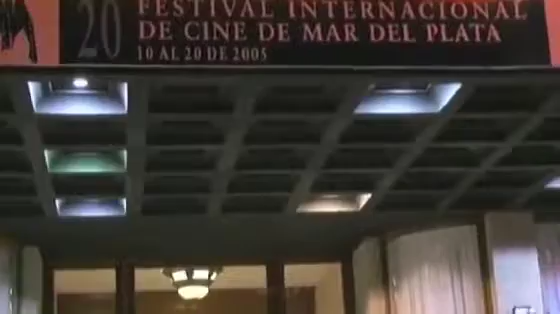 20
FESTIVAL INTERNACIONAL
DE CINE DE MAR DEL PLATA
10 AL 20 DE 2005